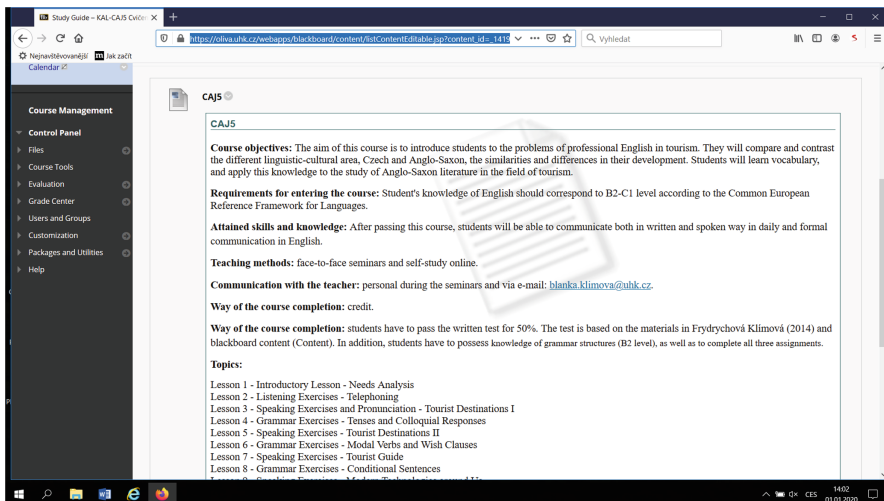 Study Guide – KAL-CAJ5 Cvičen
https://oliva.uhk.cz/webapps/blackboard/content/listContentEditable.jsp?content_id=_1419
Vyhledat
Nejnavštěvovanější
Jak začít
Calendar
Course Management
Control Panel
Files
Course Tools
Evaluation
Grade Center
Users and Groups
Customization
Packages and Utilities
Help
CAJ5
CAJ5
Course objectives: The aim of this course is to introduce students to the problems of professional English in tourism. They will compare and contrast
the different linguistic-cultural area, Czech and Anglo-Saxon, the similarities and differences in their development. Students will learn vocabulary,
and apply this knowledge to the study of Anglo-Saxon literature in the field of tourism.
Requirements for entering the course: Student's knowledge of English should correspond to B2-C1 level according to the Common European
Reference Framework for Languages.
Attained skills and knowledge: After passing this course, students will be able to communicate both in written and spoken way in daily and formal
communication in English.
Teaching methods: face-to-face seminars and self-study online.
Communication with the teacher: personal during the seminars and via e-mail: blanka.klimova@uhk.cz.
Way of the course completion: credit.
Way of the course completion: students have to pass the written test for 50%. The test is based on the materials in Frydrychová Klímová (2014) and
blackboard content (Content). In addition, students have to possess knowledge of grammar structures (B2 level), as well as to complete all three assignments.
Topics:
Lesson 1 - Introductory Lesson - Needs Analysis
Lesson 2 - Listening Exercises - Telephoning
Lesson 3 - Speaking Exercises and Pronunciation - Tourist Destinations I
Lesson 4 - Grammar Exercises - Tenses and Colloquial Responses
Lesson 5 - Speaking Exercises - Tourist Destinations II
Lesson 6 - Grammar Exercises - Modal Verbs and Wish Clauses
Lesson 7 - Speaking Exercises - Tourist Guide
Lesson 8 - Grammar Exercises - Conditional Sentences
Lesson 9 - Speaking Exercises - Modern Technologies around Us
CES
14:02
01.01.2020